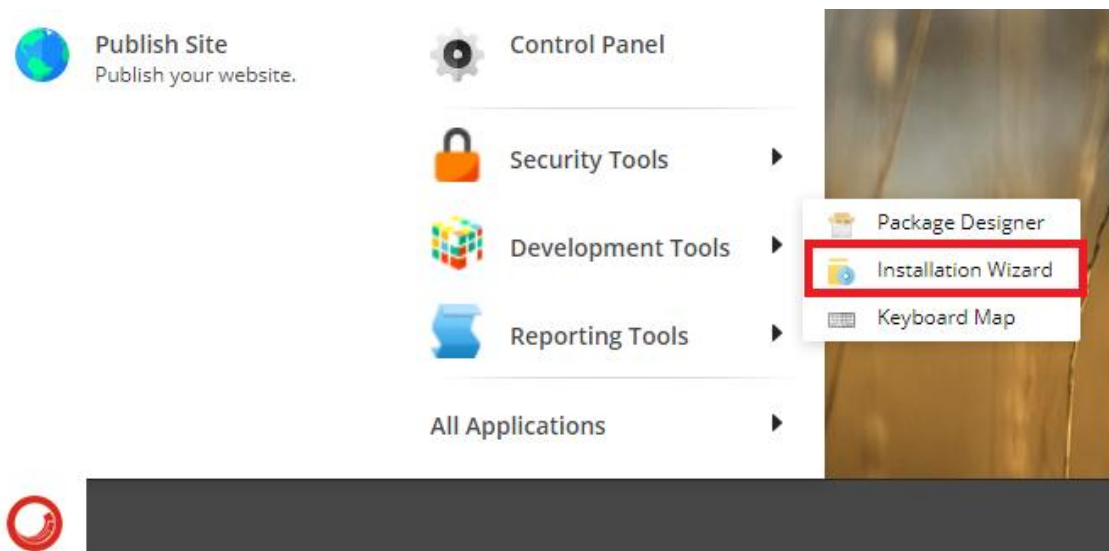 Publish Site
Publish your website.
Control Panel
Security Tools
Development Tools
Reporting Tools
All Applications
Package Designer
Installation Wizard
Keyboard Map